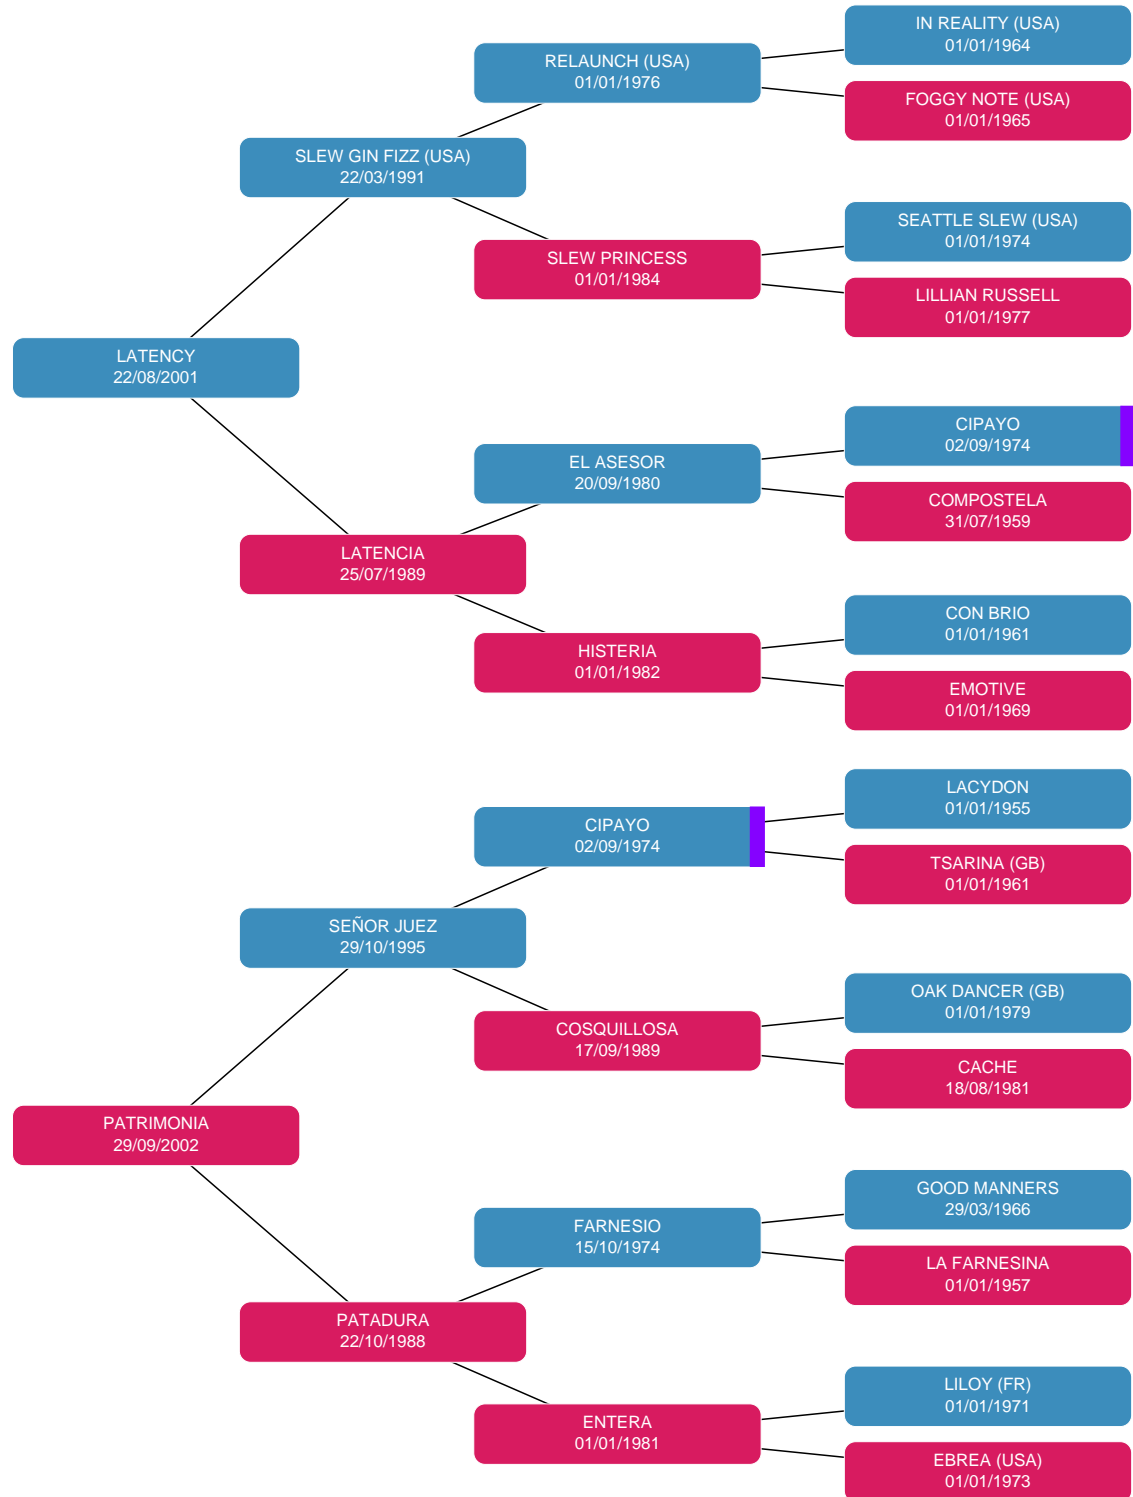 IN REALITY (USA)
01/01/1964
RELAUNCH (USA)
01/01/1976
FOGGY NOTE (USA)
01/01/1965
SLEW GIN FIZZ (USA)
22/03/1991
SEATTLE SLEW (USA)
01/01/1974
SLEW PRINCESS
01/01/1984
LILLIAN RUSSELL
01/01/1977
LATENCY
22/08/2001
CIPAYO
02/09/1974
EL ASESOR
20/09/1980
COMPOSTELA
31/07/1959
LATENCIA
25/07/1989
CON BRIO
01/01/1961
HISTERIA
01/01/1982
EMOTIVE
01/01/1969
LACYDON
01/01/1955
CIPAYO
02/09/1974
TSARINA (GB)
01/01/1961
SEÑOR JUEZ
29/10/1995
OAK DANCER (GB)
01/01/1979
COSQUILLOSA
17/09/1989
CACHE
18/08/1981
PATRIMONIA
29/09/2002
GOOD MANNERS
29/03/1966
FARNESIO
15/10/1974
LA FARNESINA
01/01/1957
PATADURA
22/10/1988
LILOY (FR)
01/01/1971
ENTERA
01/01/1981
EBREA (USA)
01/01/1973